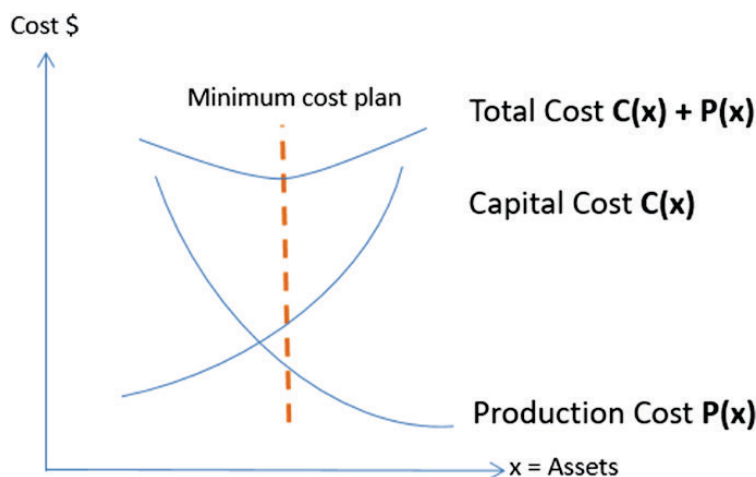 Cost $
Minimum cost plan
Total Cost C(x) + P(x)
Capital Cost C(x)
Production Cost P(x)
x = Assets